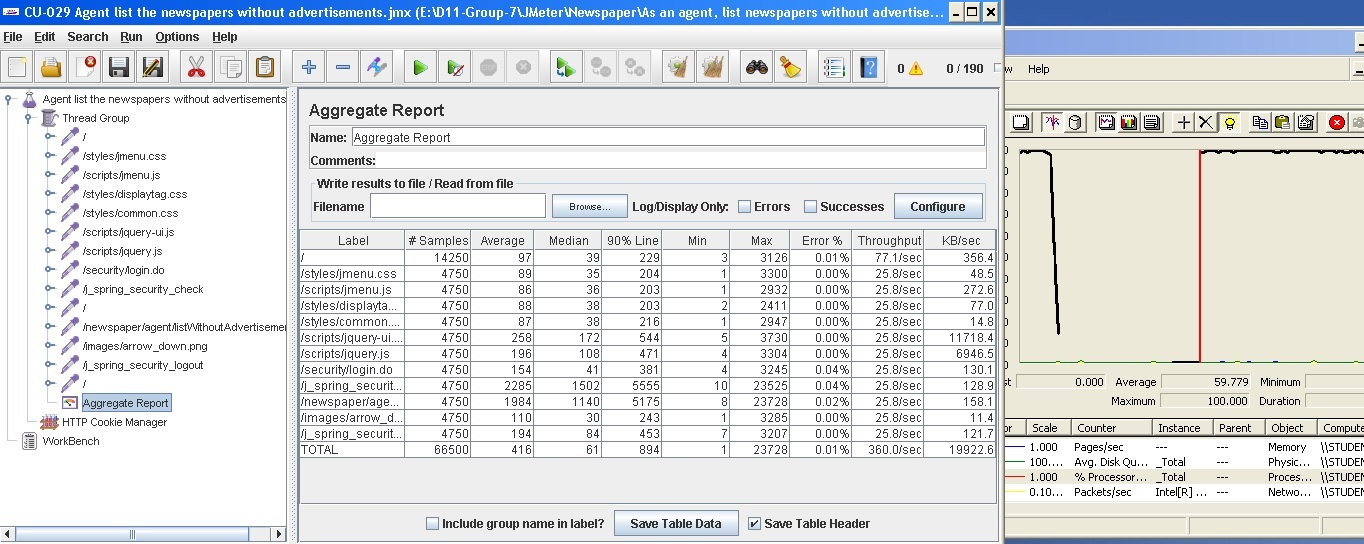 CU-029 Agent list the newspapers without advertisements.jmx (E:\D11-Group-7\JMeter\Newspaper\As an agent, list newspapers without advertise...
File Edit Search Run Options Help
0 0 / 190
Agent list the newspapers without advertisements
Thread Group
/
/styles/jmenu.css
/scripts/jmenu.js
/styles/displaytag.css
/styles/common.css
/scripts/jquery-ui.js
/scripts/jquery.js
/security/login.do
/j_spring_security_check
/
/newspaper/agent/listWithoutAdvertisemen
/images/arrow_down.png
/j_spring_security_logout
/
Aggregate Report
HTTP Cookie Manager
WorkBench
Aggregate Report
Name: Aggregate Report
Comments:
Write results to file / Read from file
Filename Browse... Log/Display Only: Errors Successes Configure
Label # Samples Average Median 90% Line Min Max Error % Throughput KB/sec
/ 14250 97 39 229 3 3126 0.01% 77.1/sec 356.4
/styles/jmenu.css 4750 89 35 204 1 3300 0.00% 25.8/sec 48.5
/scripts/jmenu.js 4750 86 36 203 1 2932 0.00% 25.8/sec 272.6
/styles/displayta... 4750 88 38 203 2 2411 0.00% 25.8/sec 77.0
/styles/common.... 4750 87 38 216 1 2947 0.00% 25.8/sec 14.8
/scripts/jquery-ui.... 4750 258 172 544 5 3730 0.00% 25.8/sec 11718.4
/scripts/jquery.js 4750 196 108 471 4 3304 0.00% 25.8/sec 6946.5
/security/login.do 4750 154 41 381 4 3245 0.04% 25.8/sec 130.1
/j_spring_securit... 4750 2285 1502 5555 10 23525 0.04% 25.8/sec 128.9
/newspaper/age... 4750 1984 1140 5175 8 23728 0.02% 25.8/sec 158.1
/images/arrow_d... 4750 110 30 243 1 3285 0.00% 25.8/sec 11.4
/j_spring_securit... 4750 194 84 453 7 3207 0.00% 25.8/sec 121.7
TOTAL 66500 416 61 894 1 23728 0.01% 360.0/sec 19922.6
Include group name in label? Save Table Data Save Table Header
w Help
st 0.000 Average 59.779 Minimum
Maximum 100.000 Duration
or Scale Counter Instance Parent Object Compute
1.000 Pages/sec --- --- Memory \\STUDEN
100.... Avg. Disk Qu... _Total --- Physic... \\STUDEN
1.000 % Processor... _Total --- Proces... \\STUDEN
0.10... Packets/sec Intel[R] ... --- Netwo... \\STUDEN